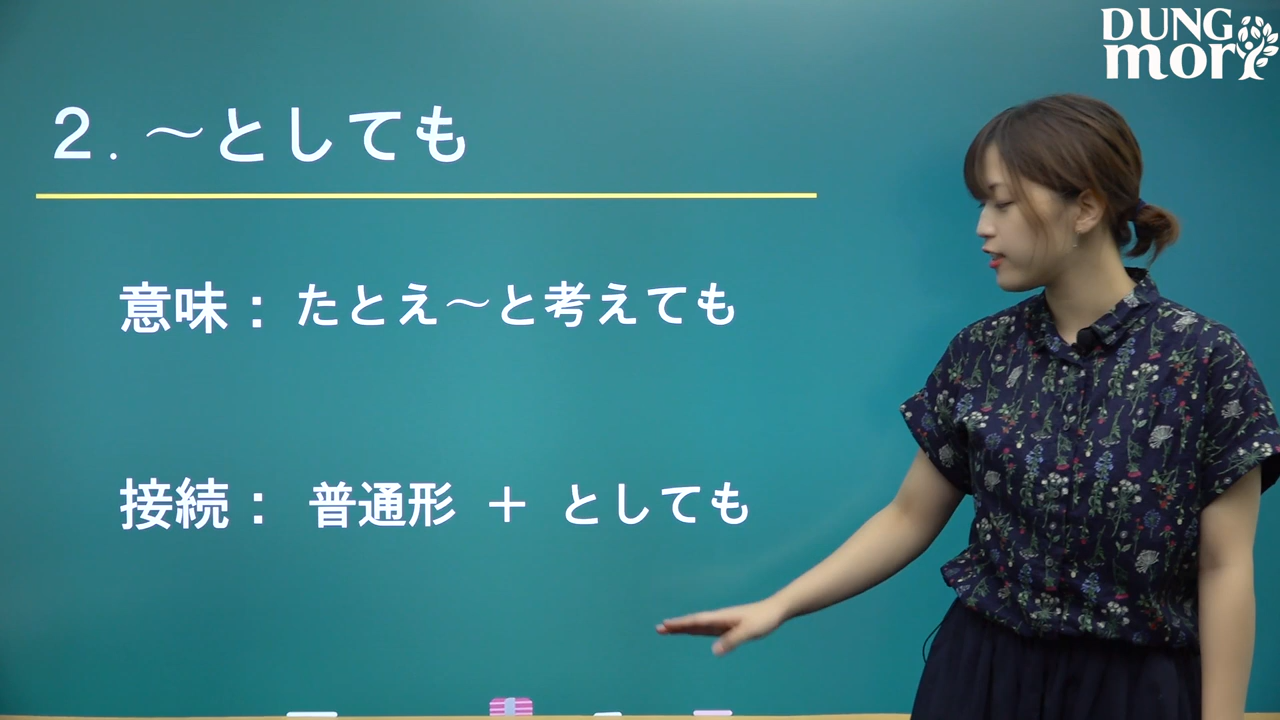 DUNG
mori
2. ～としても
意味： たとえ～と考えても
接続： 普通形 ＋ としても